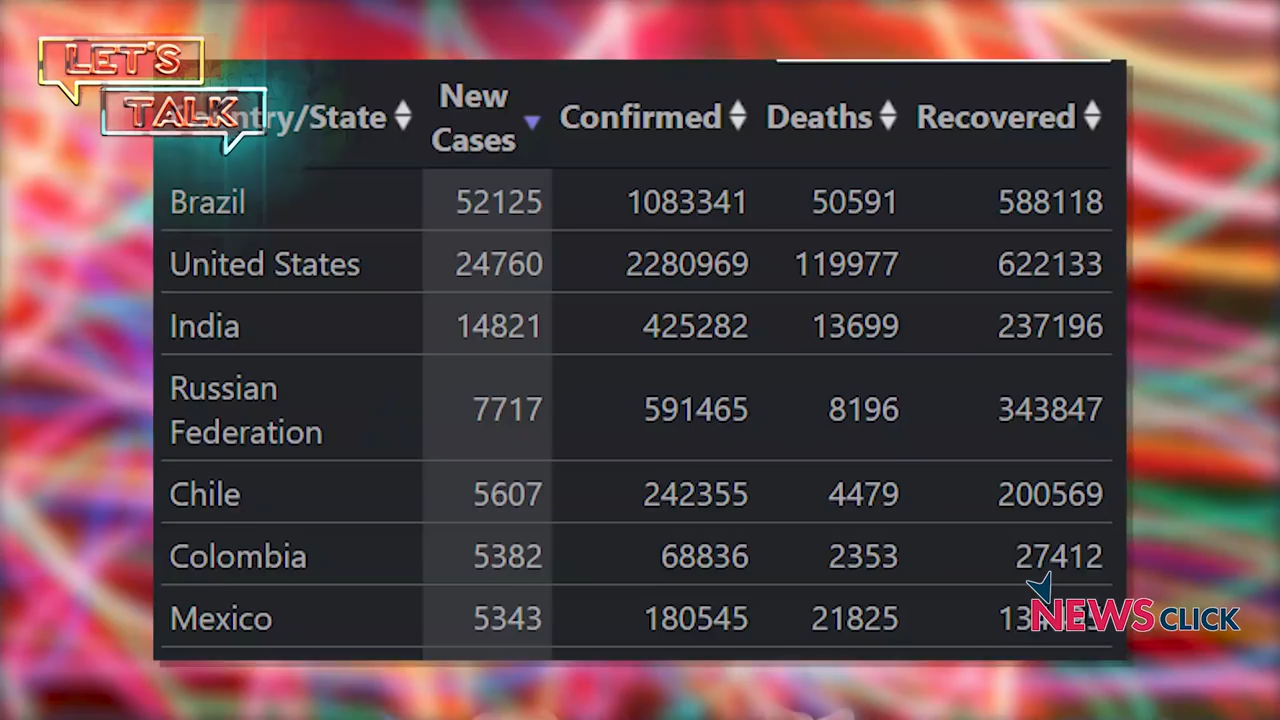 LET'S
TALK
Country/State New Cases Confirmed Deaths Recovered
Brazil 52125 1083341 50591 588118
United States 24760 2280969 119977 622133
India 14821 425282 13699 237196
Russian Federation 7717 591465 8196 343847
Chile 5607 242355 4479 200569
Colombia 5382 68836 2353 27412
Mexico 5343 180545 21825
NEWSCLICK